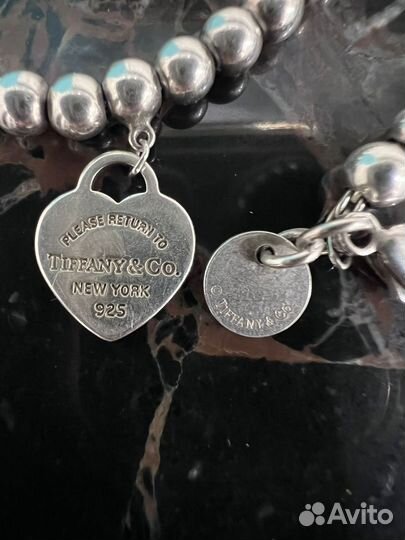 PLEASE RETURN TO
TIFFANY & CO.
NEW YORK
925
© TIFFANY & CO.
Avito